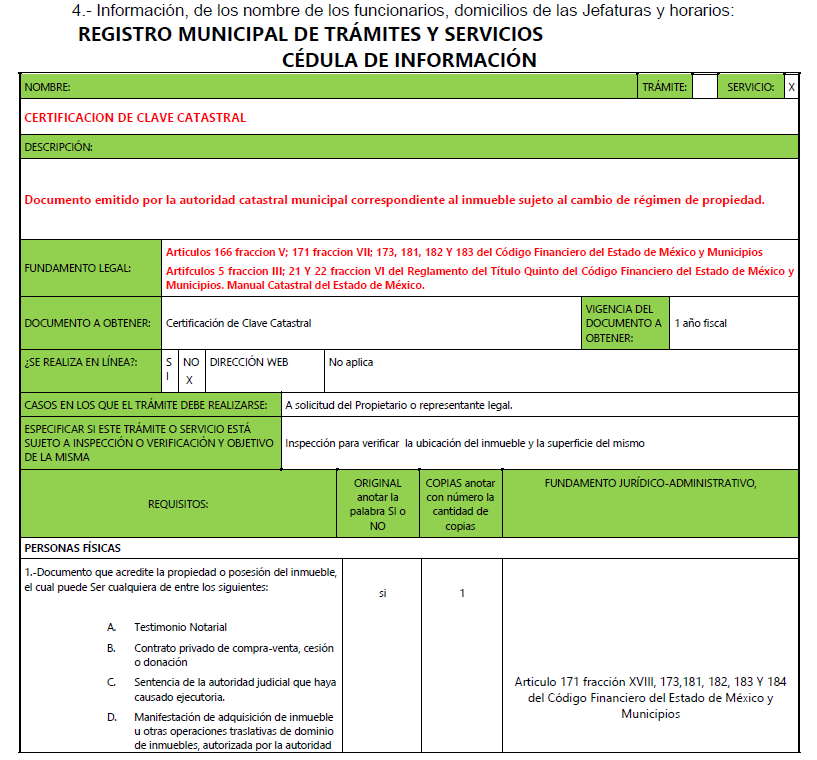 4.- Información, de los nombre de los funcionarios, domicilios de las Jefaturas y horarios:
REGISTRO MUNICIPAL DE TRÁMITES Y SERVICIOS
CÉDULA DE INFORMACIÓN
NOMBRE: TRÁMITE: SERVICIO: X
CERTIFICACION DE CLAVE CATASTRAL
DESCRIPCIÓN:
Documento emitido por la autoridad catastral municipal correspondiente al inmueble sujeto al cambio de régimen de propiedad.
FUNDAMENTO LEGAL:
Articulos 166 fraccion V; 171 fraccion VII; 173, 181, 182 Y 183 del Código Financiero del Estado de México y Municipios
Artifculos 5 fraccion III; 21 Y 22 fraccion VI del Reglamento del Título Quinto del Código Financiero del Estado de México y
Municipios. Manual Catastral del Estado de México.
DOCUMENTO A OBTENER:
Certificación de Clave Catastral
VIGENCIA DEL
DOCUMENTO A
OBTENER:
1 año fiscal
¿SE REALIZA EN LÍNEA?:
S
I
NO
X
DIRECCIÓN WEB
No aplica
CASOS EN LOS QUE EL TRÁMITE DEBE REALIZARSE:
A solicitud del Propietario o representante legal.
ESPECIFICAR SI ESTE TRÁMITE O SERVICIO ESTÁ
SUJETO A INSPECCIÓN O VERIFICACIÓN Y OBJETIVO
DE LA MISMA
Inspección para verificar la ubicación del inmueble y la superficie del mismo
REQUISITOS:
ORIGINAL
anotar la
palabra SI o
NO
COPIAS anotar
con número la
cantidad de
copias
FUNDAMENTO JURÍDICO-ADMINISTRATIVO,
PERSONAS FÍSICAS
1.-Documento que acredite la propiedad o posesión del inmueble,
el cual puede Ser cualquiera de entre los siguientes:
A. Testimonio Notarial
B. Contrato privado de compra-venta, cesión
o donación
C. Sentencia de la autoridad judicial que haya
causado ejecutoria.
D. Manifestación de adquisición de inmueble
u otras operaciones traslativas de dominio
de inmuebles, autorizada por la autoridad
si
1
Articulo 171 fracción XVIII, 173,181, 182, 183 Y 184
del Código Financiero del Estado de México y
Municipios